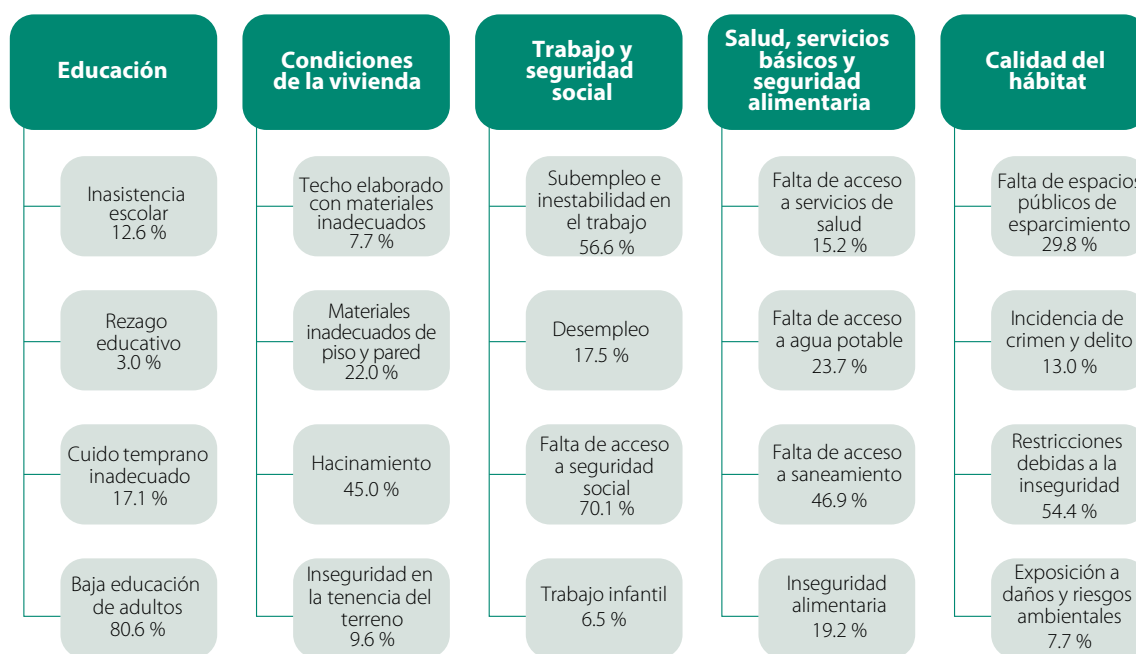 Educación
Inasistencia
escolar
12.6 %
Rezago
educativo
3.0 %
Cuido temprano
inadecuado
17.1 %
Baja educación
de adultos
80.6 %
Condiciones
de la vivienda
Techo elaborado
con materiales
inadecuados
7.7 %
Materiales
inadecuados de
piso y pared
22.0 %
Hacinamiento
45.0 %
Inseguridad en
la tenencia del
terreno
9.6 %
Trabajo y
seguridad
social
Subempleo e
inestabilidad en
el trabajo
56.6 %
Desempleo
17.5 %
Falta de acceso
a seguridad
social
70.1 %
Trabajo infantil
6.5 %
Salud, servicios
básicos y
seguridad
alimentaria
Falta de acceso
a servicios de
salud
15.2 %
Falta de acceso
a agua potable
23.7 %
Falta de acceso
a saneamiento
46.9 %
Inseguridad
alimentaria
19.2 %
Calidad del
hábitat
Falta de espacios
públicos de
esparcimiento
29.8 %
Incidencia de
crimen y delito
13.0 %
Restricciones
debidas a la
inseguridad
54.4 %
Exposición a
daños y riesgos
ambientales
7.7 %